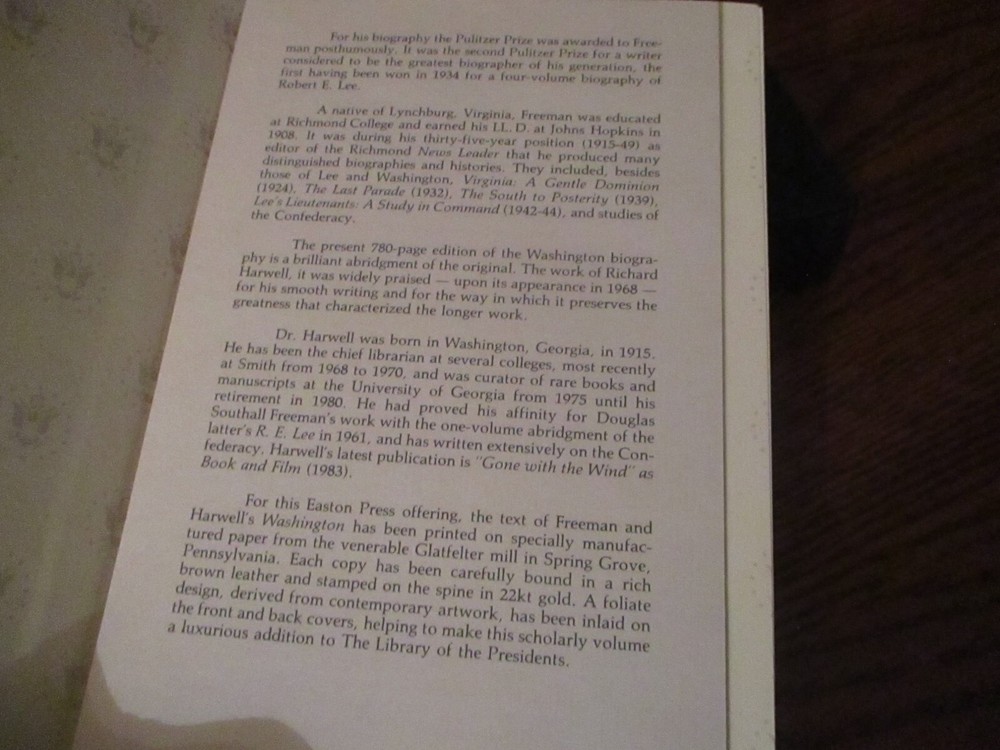 For his biography the Pulitzer Prize was awarded to Free-
man posthumously. It was the second Pulitzer Prize for a writer
considered to be the greatest biographer of his generation, the
first having been won in 1934 for a four-volume biography of
Robert E. Lee.
A native of Lynchburg, Virginia, Freeman was educated
at Richmond College and earned his LL. D. at Johns Hopkins in
1908. It was during his thirty-five-year position (1915-49) as
editor of the Richmond News Leader that he produced many
distinguished biographies and histories. They included, besides
those of Lee and Washington, Virginia: A Gentle Dominion
(1924), The Last Parade (1932), The South to Posterity (1939),
Lee's Lieutenants: A Study in Command (1942-44), and studies of
the Confederacy.
The present 780-page edition of the Washington biogra-
phy is a brilliant abridgment of the original. The work of Richard
Harwell, it was widely praised — upon its appearance in 1968 —
for his smooth writing and for the way in which it preserves the
greatness that characterized the longer work.
Dr. Harwell was born in Washington, Georgia, in 1915.
He has been the chief librarian at several colleges, most recently
at Smith from 1968 to 1970, and was curator of rare books and
manuscripts at the University of Georgia from 1975 until his
retirement in 1980. He had proved his affinity for Douglas
Southall Freeman's work with the one-volume abridgment of the
latter's R. E. Lee in 1961, and has written extensively on the Con-
federacy. Harwell's latest publication is "Gone with the Wind" as
Book and Film (1983).
For this Easton Press offering, the text of Freeman and
Harwell's Washington has been printed on specially manufac-
tured paper from the venerable Glatfelter mill in Spring Grove,
Pennsylvania. Each copy has been carefully bound in a rich
brown leather and stamped on the spine in 22kt gold. A foliate
design, derived from contemporary artwork, has been inlaid on
the front and back covers, helping to make this scholarly volume
a luxurious addition to The Library of the Presidents.